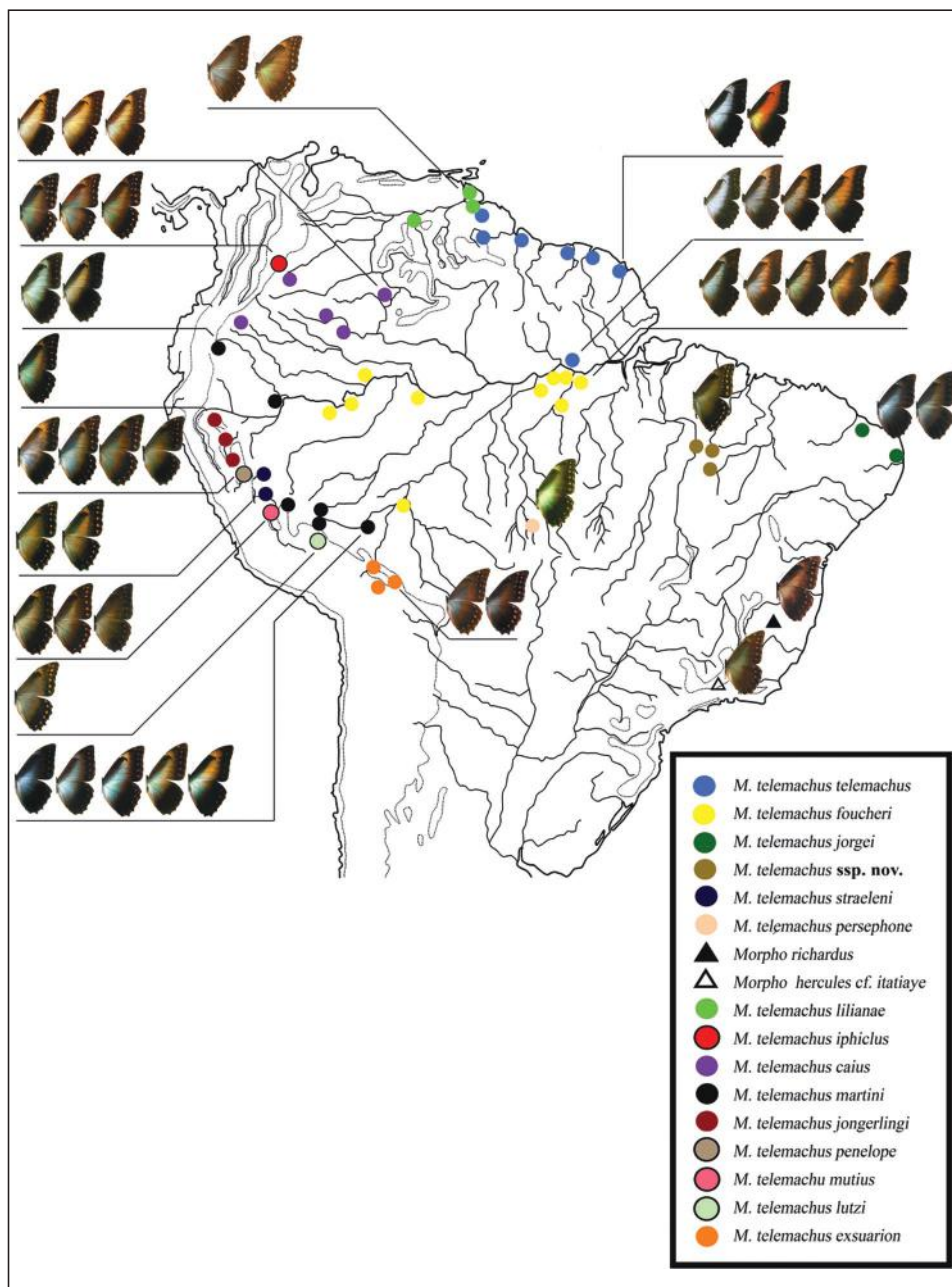 M. telemachus telemachus
M. telemachus foucheri
M. telemachus jorgei
M. telemachus ssp. nov.
M. telemachus straeleni
M. telemachus persephone
Morpho richardus
Morpho hercules cf. itatiaye
M. telemachus lilianae
M. telemachus iphiclus
M. telemachus caius
M. telemachus martini
M. telemachus jongerlingi
M. telemachus penelope
M. telemachu mutius
M. telemachus lutzi
M. telemachus exsuarion